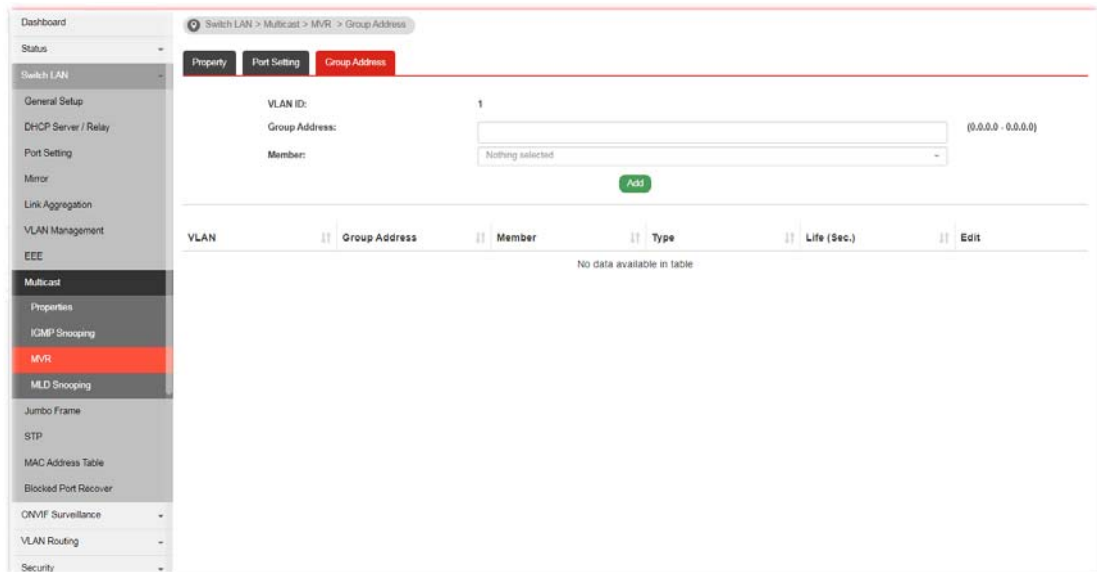 Dashboard
Status
Switch LAN
General Setup
DHCP Server / Relay
Port Setting
Mirror
Link Aggregation
VLAN Management
EEE
Multicast
Properties
IGMP Snooping
MVR
MLD Snooping
Jumbo Frame
STP
MAC Address Table
Blocked Port Recover
ONVIF Surveillance
VLAN Routing
Security
Switch LAN > Multicast > MVR > Group Address
Property Port Setting Group Address
VLAN ID: 1
Group Address: (0.0.0.0 - 0.0.0.0)
Member: Nothing selected
Add
VLAN Group Address Member Type Life (Sec.) Edit
No data available in table